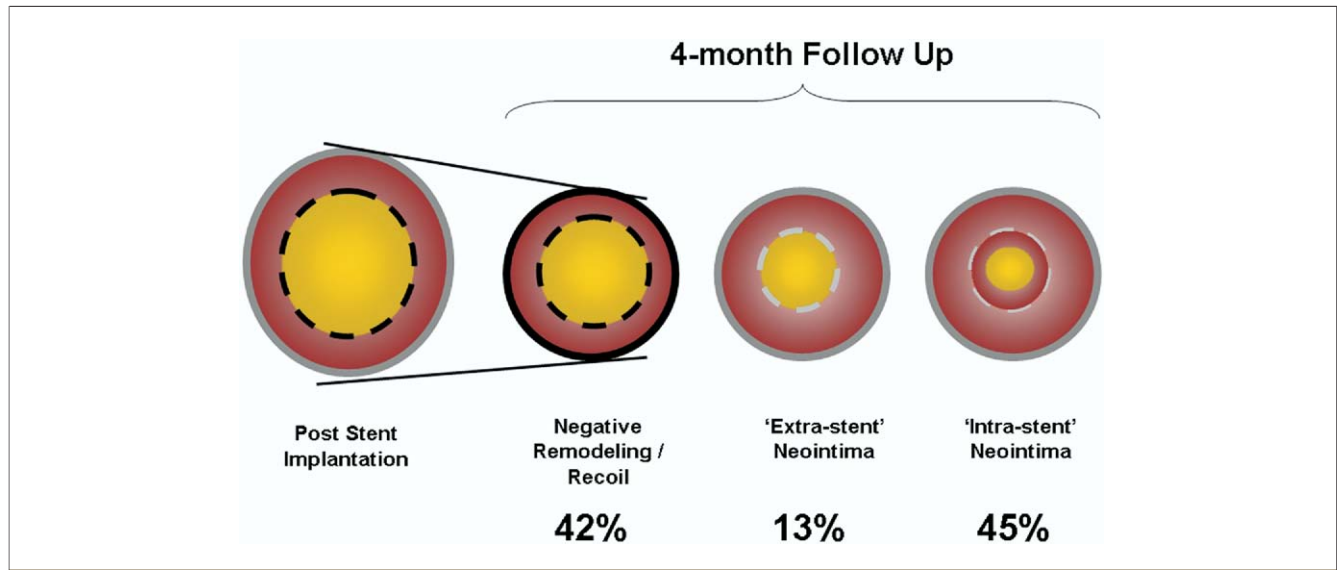 4-month Follow Up
Post Stent
Implantation
Negative
Remodeling /
Recoil
42%
‘Extra-stent’
Neointima
13%
‘Intra-stent’
Neointima
45%